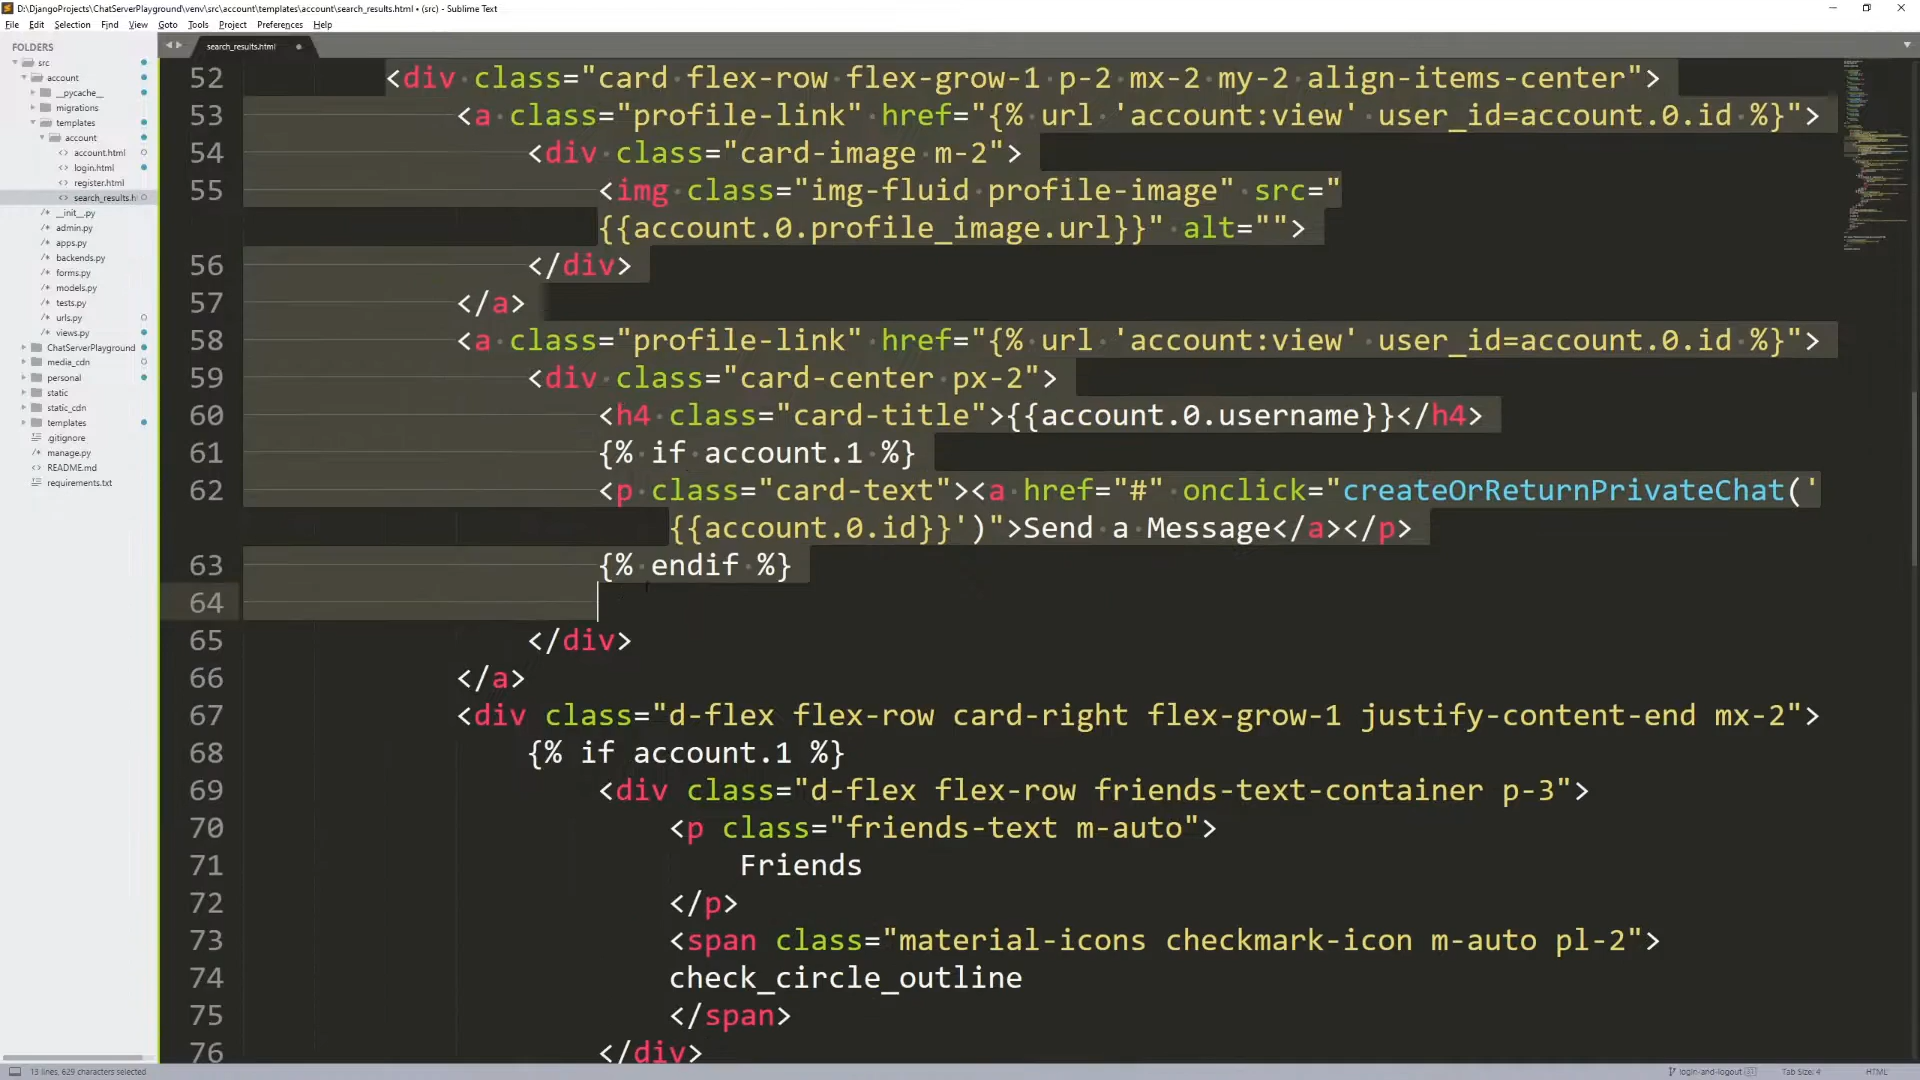 D:\DjangoProjects\ChatServerPlayground\venv\src\account\templates\account\search_results.html • (src) - Sublime Text
File Edit Selection Find View Goto Tools Project Preferences Help
FOLDERS
src
account
__pycache__
migrations
templates
account
account.html
login.html
register.html
search_results.h
__init__.py
admin.py
apps.py
backends.py
forms.py
models.py
tests.py
urls.py
views.py
ChatServerPlayground
media_cdn
personal
static
static_cdn
templates
.gitignore
manage.py
README.md
requirements.txt
search_results.html
52 <div class="card flex-row flex-grow-1 p-2 mx-2 my-2 align-items-center">
53 <a class="profile-link" href="{% url 'account:view' user_id=account.0.id %}">
54 <div class="card-image m-2">
55 <img class="img-fluid profile-image" src="
{{account.0.profile_image.url}}" alt="">
56 </div>
57 </a>
58 <a class="profile-link" href="{% url 'account:view' user_id=account.0.id %}">
59 <div class="card-center px-2">
60 <h4 class="card-title">{{account.0.username}}</h4>
61 {% if account.1 %}
62 <p class="card-text"><a href="#" onclick="createOrReturnPrivateChat('
{{account.0.id}}')">Send a Message</a></p>
63 {% endif %}
64
65 </div>
66 </a>
67 <div class="d-flex flex-row card-right flex-grow-1 justify-content-end mx-2">
68 {% if account.1 %}
69 <div class="d-flex flex-row friends-text-container p-3">
70 <p class="friends-text m-auto">
71 Friends
72 </p>
73 <span class="material-icons checkmark-icon m-auto pl-2">
74 check_circle_outline
75 </span>
76 </div>
13 lines, 629 characters selected
login-and-logout
Tab Size: 4
HTML